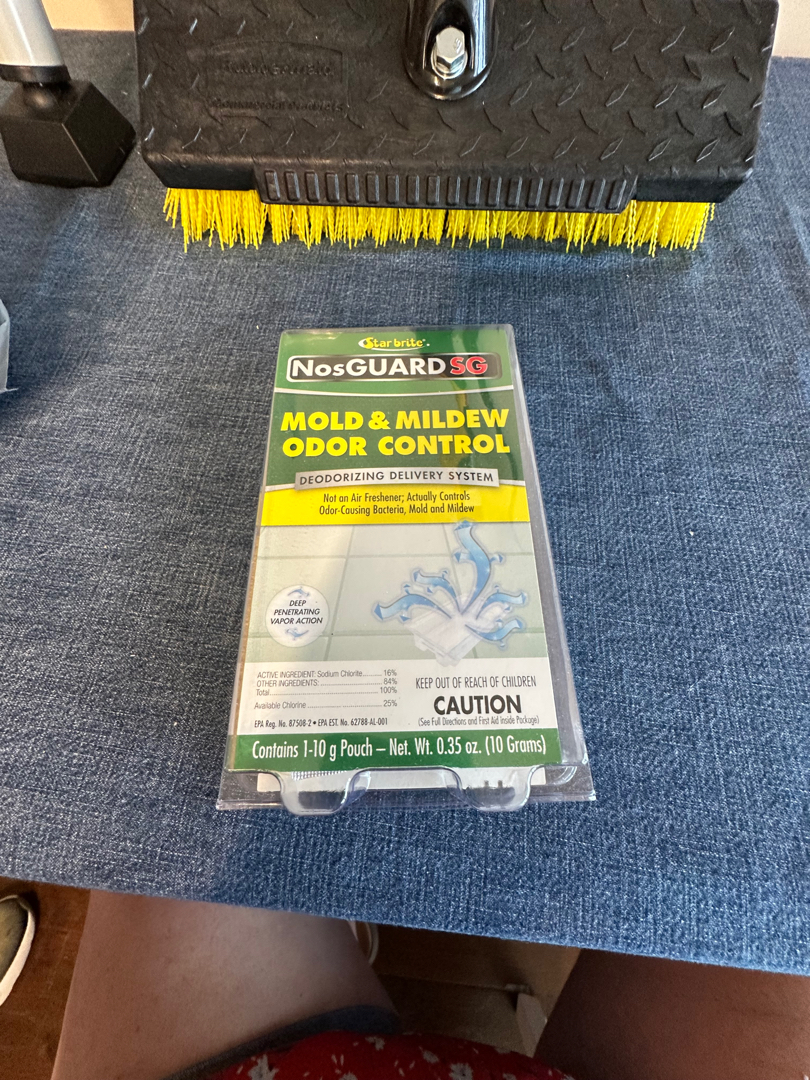 Star brite®
NosGUARD SG
MOLD & MILDEW
ODOR CONTROL
DEODORIZING DELIVERY SYSTEM
Not an Air Freshener; Actually Controls
Odor-Causing Bacteria, Mold and Mildew
DEEP
PENETRATING
VAPOR ACTION
ACTIVE INGREDIENT: Sodium Chlorite.......... 16%
OTHER INGREDIENTS:.......................... 84%
Total.............................................. 100%
Available Chlorine ............................ 25%
EPA Reg. No. 87508-2 • EPA EST. No. 62788-AL-001
KEEP OUT OF REACH OF CHILDREN
CAUTION
(See Full Directions and First Aid Inside Package)
Contains 1-10 g Pouch – Net. Wt. 0.35 oz. (10 Grams)